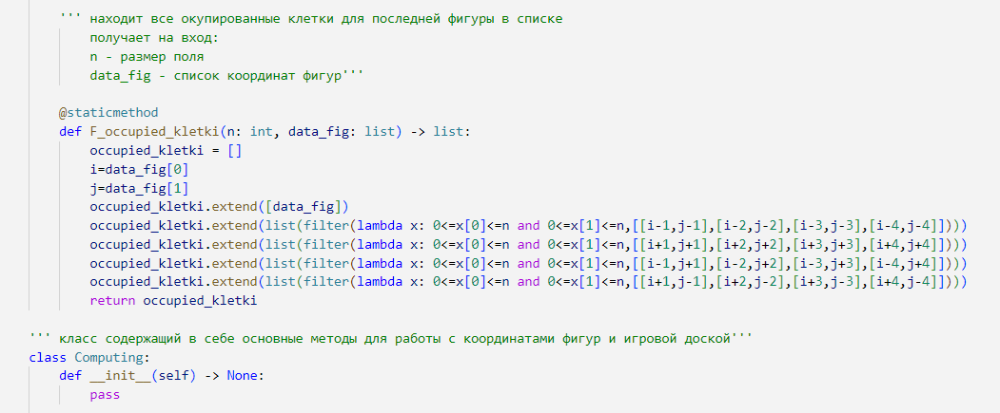 ''' находит все окупированные клетки для последней фигуры в списке
получает на вход:
n - размер поля
data_fig - список координат фигур'''
@staticmethod
def F_occupied_kletki(n: int, data_fig: list) -> list:
occupied_kletki = []
i=data_fig[0]
j=data_fig[1]
occupied_kletki.extend([data_fig])
occupied_kletki.extend(list(filter(lambda x: 0<=x[0]<=n and 0<=x[1]<=n,[[i-1,j-1],[i-2,j-2],[i-3,j-3],[i-4,j-4]])))
occupied_kletki.extend(list(filter(lambda x: 0<=x[0]<=n and 0<=x[1]<=n,[[i+1,j+1],[i+2,j+2],[i+3,j+3],[i+4,j+4]])))
occupied_kletki.extend(list(filter(lambda x: 0<=x[0]<=n and 0<=x[1]<=n,[[i-1,j+1],[i-2,j+2],[i-3,j+3],[i-4,j+4]])))
occupied_kletki.extend(list(filter(lambda x: 0<=x[0]<=n and 0<=x[1]<=n,[[i+1,j-1],[i+2,j-2],[i+3,j-3],[i+4,j-4]])))
return occupied_kletki
''' класс содержащий в себе основные методы для работы с координатами фигур и игровой доской'''
class Computing:
def __init__(self) -> None:
pass